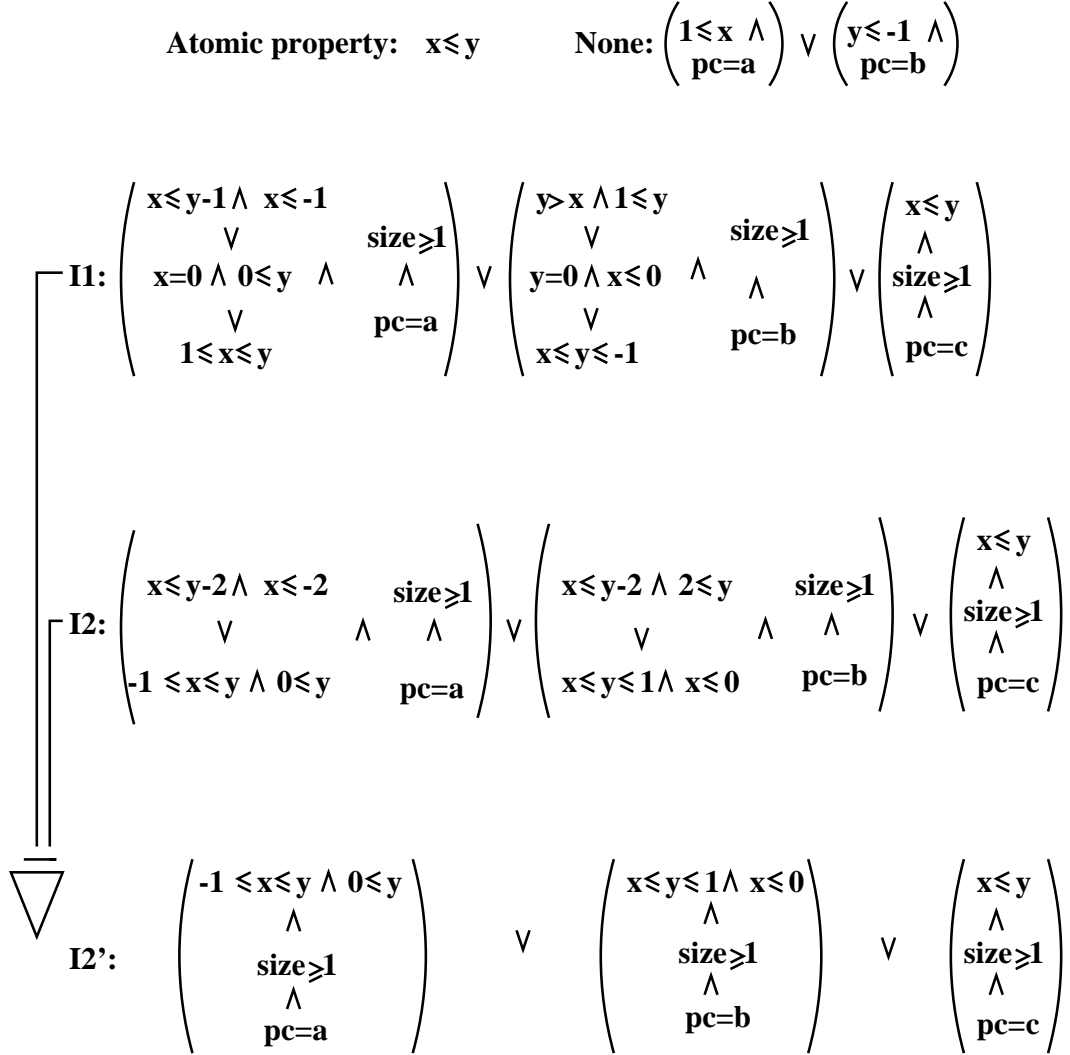 Atomic property: x≤y None: (1≤x ∧ pc=a) ∨ (y≤-1 ∧ pc=b)
x≤y-1 ∧ x≤-1 y>x ∧ 1≤y x≤y
∨ size≥1 ∨ size≥1 ∧
I1: x=0 ∧ 0≤y ∧ ∧ ∨ y=0 ∧ x≤0 ∧ ∧ ∨ size≥1
∨ pc=a ∨ pc=b ∧
1≤x≤y x≤y≤-1 pc=c
x≤y
x≤y-2 ∧ x≤-2 size≥1 x≤y-2 ∧ 2≤y size≥1 ∧
I2: ∨ ∧ ∧ ∨ ∨ ∧ ∧ ∨ size≥1
∧
-1≤x≤y ∧ 0≤y pc=a x≤y≤1 ∧ x≤0 pc=b pc=c
-1≤x≤y ∧ 0≤y x≤y≤1 ∧ x≤0 x≤y
∧ ∧ ∧
I2': size≥1 ∨ size≥1 ∨ size≥1
∧ ∧ ∧
pc=a pc=b pc=c